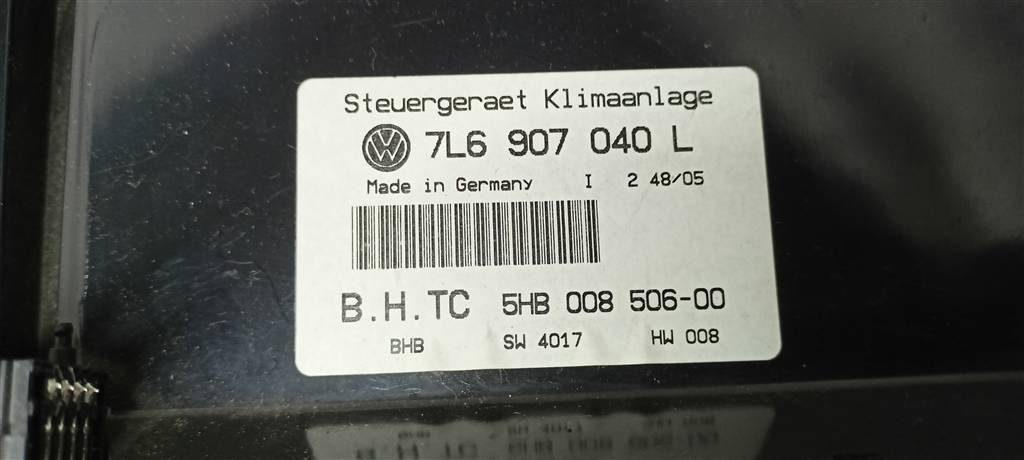 Steuergeraet Klimaanlage
VW 7L6 907 040 L
Made in Germany I 2 48/05
B.H.TC 5HB 008 506-00
BHB SW 4017 HW 008